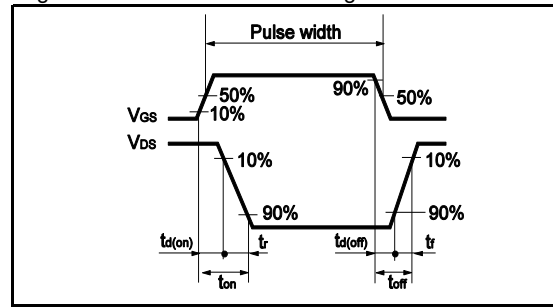 Pulse width
90%
50%
50%
10%
VGS
VDS
10%
10%
90%
90%
td(on)
tr
td(off)
tf
ton
toff